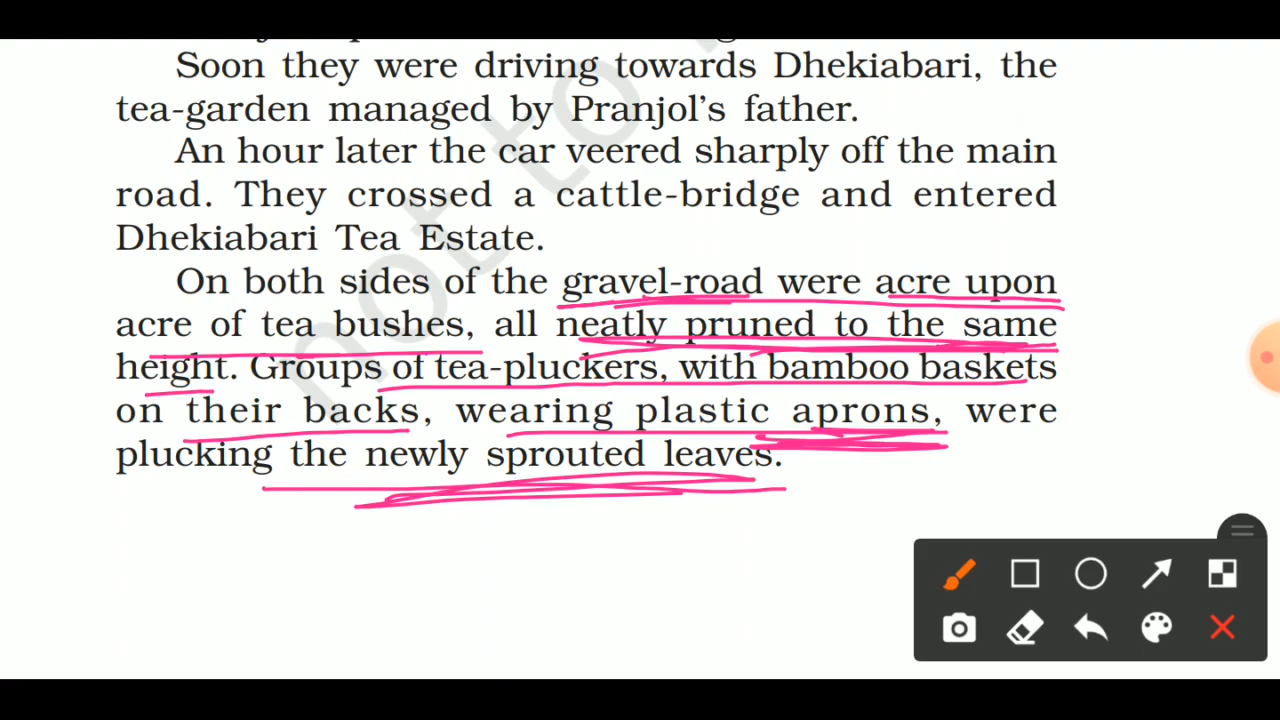 Soon they were driving towards Dhekiabari, the
tea-garden managed by Pranjol's father.
An hour later the car veered sharply off the main
road. They crossed a cattle-bridge and entered
Dhekiabari Tea Estate.
On both sides of the gravel-road were acre upon
acre of tea bushes, all neatly pruned to the same
height. Groups of tea-pluckers, with bamboo baskets
on their backs, wearing plastic aprons, were
plucking the newly sprouted leaves.
not to